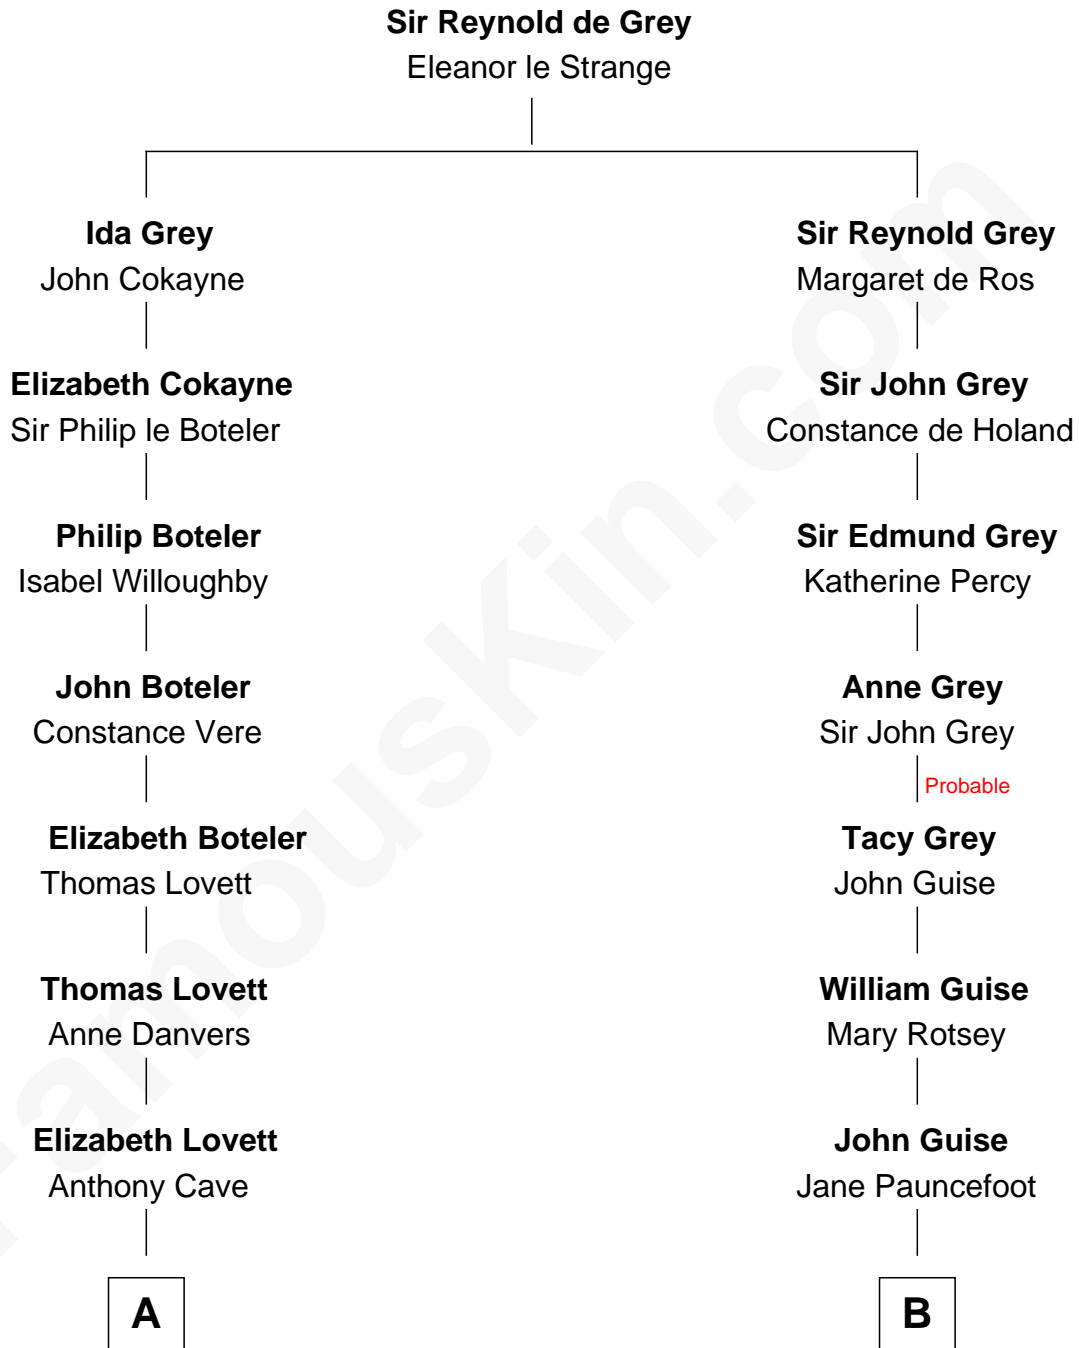 Sir Reynold de Grey
Eleanor le Strange
Ida Grey
John Cokayne
Sir Reynold Grey
Margaret de Ros
Elizabeth Cokayne
Sir Philip le Boteler
Sir John Grey
Constance de Holand
Philip Boteler
Isabel Willoughby
Sir Edmund Grey
Katherine Percy
John Boteler
Constance Vere
Anne Grey
Sir John Grey
Probable
Elizabeth Boteler
Thomas Lovett
Tacy Grey
John Guise
Thomas Lovett
Anne Danvers
William Guise
Mary Rotsey
Elizabeth Lovett
Anthony Cave
John Guise
Jane Pauncefoot
A
B
FamousKin.com